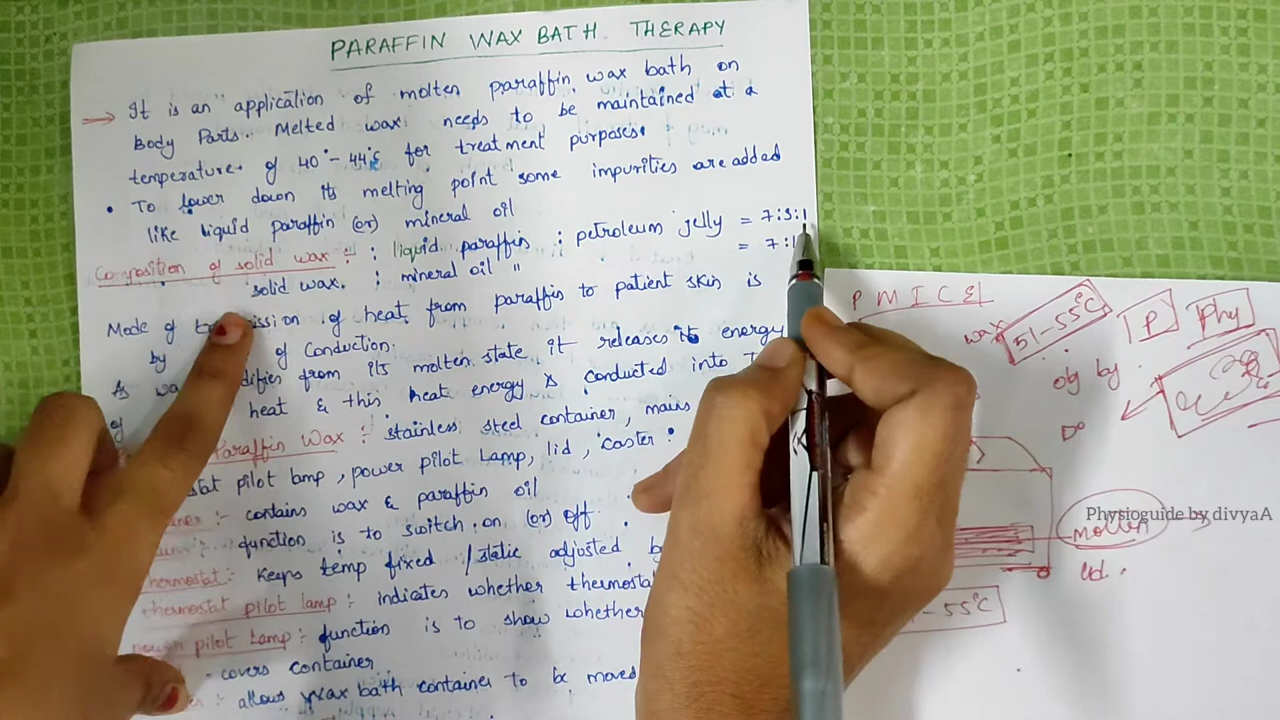 PARAFFIN WAX BATH THERAPY
It is an application of molten paraffin wax bath on
Body Parts. Melted wax needs to be maintained at a
temperature of 40°- 44°C for treatment purposes.
• To lower down its melting point some impurities are added
like liquid paraffin (or) mineral oil
Composition of solid wax : : liquid paraffin : petroleum jelly = 7:3:1
solid wax : mineral oil = 7:1
Mode of of heat from paraffin to patient skin is
by of Conduction.
As from its molten state it releases its energy
of heat & this heat energy is conducted into
Paraffin Wax : stainless steel container, mains
pilot lamp, power pilot Lamp, lid, caster :
:- contains wax & paraffin oil
:- function is to switch on (or) off
thermostat :- keeps temp fixed / static adjusted
thermostat pilot lamp :- indicates whether thermostat
power pilot Lamp :- function is to show whether
- covers container
:- allows wax bath container to be moved
P M I C E
wax 51-55°C
P Phy
by
molten
lid.
- 55°C
Physioguide by divyaA